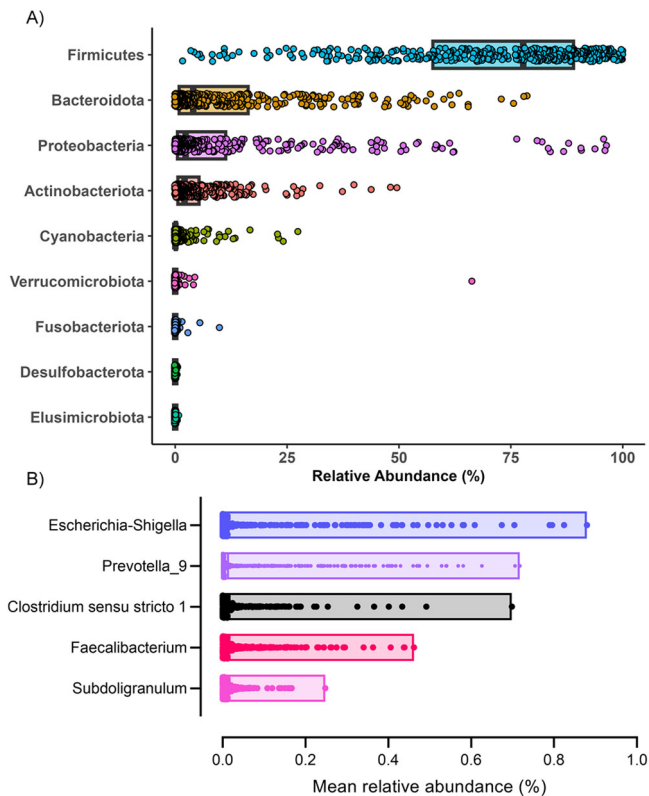 A)
Firmicutes
Bacteroidota
Proteobacteria
Actinobacteriota
Cyanobacteria
Verrucomicrobiota
Fusobacteriota
Desulfobacterota
Elusimicrobiota
0 25 50 75 100
Relative Abundance (%)
B)
Escherichia-Shigella
Prevotella_9
Clostridium sensu stricto 1
Faecalibacterium
Subdoligranulum
0.0 0.2 0.4 0.6 0.8 1.0
Mean relative abundance (%)